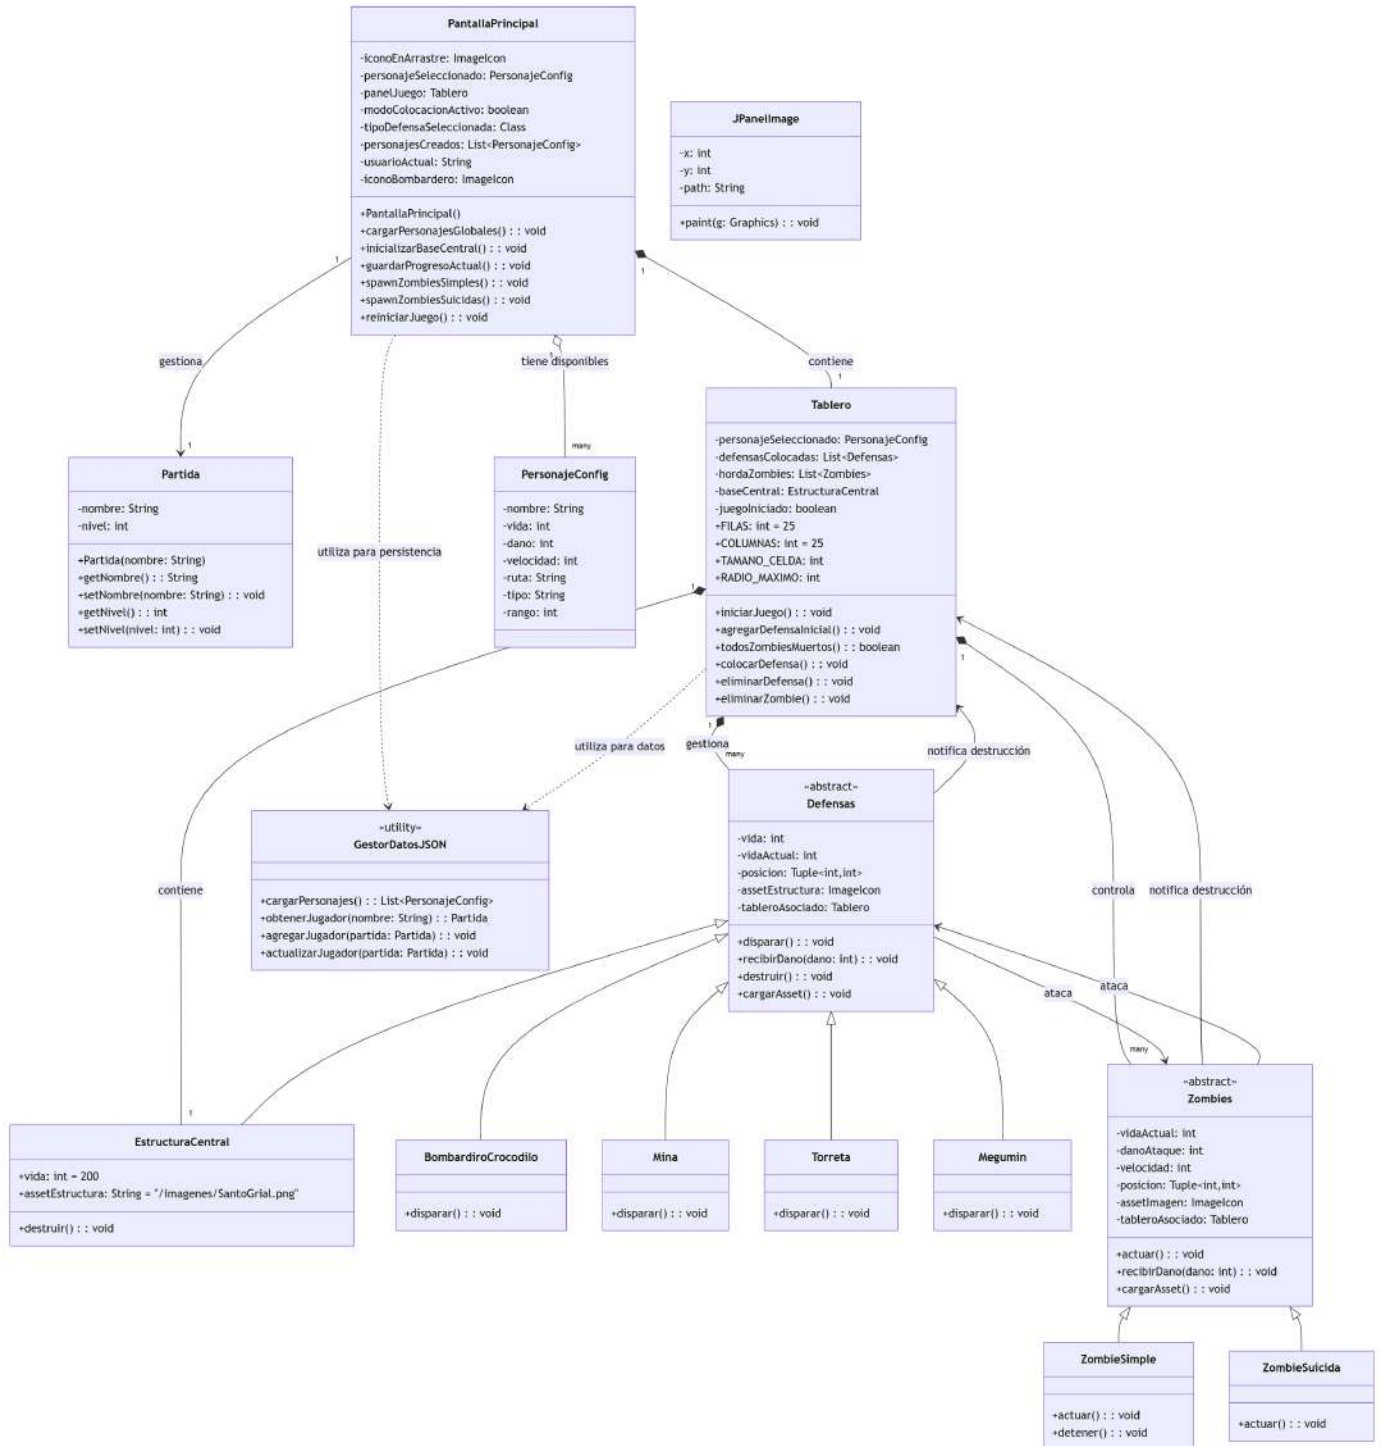 PantallaPrincipal
-iconoEnArrastre: ImageIcon
-personajeSeleccionado: PersonajeConfig
-panelJuego: Tablero
-modoColocacionActivo: boolean
-tipoDefensaSeleccionada: Class
-personajesCreados: List<PersonajeConfig>
-usuarioActual: String
-iconoBombardero: ImageIcon
+PantallaPrincipal()
+cargarPersonajesGlobales() : : void
+inicializarBaseCentral() : : void
+guardarProgresoActual() : : void
+spawnZombiesSimples() : : void
+spawnZombiesSuicidas() : : void
+reiniciarJuego() : : void
JPanelImage
-x: int
-y: int
-path: String
+paint(g: Graphics) : : void
1
1
1
gestiona
tiene disponibles
contiene
1
1
many
Partida
-nombre: String
-nivel: int
+Partida(nombre: String)
+getNombre() : : String
+setNombre(nombre: String) : : void
+getNivel() : : int
+setNivel(nivel: int) : : void
utiliza para persistencia
PersonajeConfig
-nombre: String
-vida: int
-dano: int
-velocidad: int
-ruta: String
-tipo: String
-rango: int
Tablero
-personajeSeleccionado: PersonajeConfig
-defensasColocadas: List<Defensas>
-hordaZombies: List<Zombies>
-baseCentral: EstructuraCentral
-juegoIniciado: boolean
+FILAS: int = 25
+COLUMNAS: int = 25
+TAMANO_CELDA: int
+RADIO_MAXIMO: int
+iniciarJuego() : : void
+agregarDefensaInicial() : : void
+todosZombiesMuertos() : : boolean
+colocarDefensa() : : void
+eliminarDefensa() : : void
+eliminarZombie() : : void
1
1
1
utiliza para datos
gestiona
many
notifica destrucción
GestorDatosJSON
«utility»
+cargarPersonajes() : : List<PersonajeConfig>
+obtenerJugador(nombre: String) : : Partida
+agregarJugador(partida: Partida) : : void
+actualizarJugador(partida: Partida) : : void
«abstract»
Defensas
-vida: int
-vidaActual: int
-posicion: Tuple<int,int>
-assetEstructura: ImageIcon
-tableroAsociado: Tablero
+disparar() : : void
+recibirDano(dano: int) : : void
+destruir() : : void
+cargarAsset() : : void
contiene
controla
notifica destrucción
ataca
ataca
many
1
EstructuraCentral
+vida: int = 200
+assetEstructura: String = "/imagenes/SantoGrial.png"
+destruir() : : void
BombardiroCrocodilo
+disparar() : : void
Mina
+disparar() : : void
Torreta
+disparar() : : void
Megumin
+disparar() : : void
«abstract»
Zombies
-vidaActual: int
-danoAtaque: int
-velocidad: int
-posicion: Tuple<int,int>
-assetImagen: ImageIcon
-tableroAsociado: Tablero
+actuar() : : void
+recibirDano(dano: int) : : void
+cargarAsset() : : void
ZombieSimple
+actuar() : : void
+detener() : : void
ZombieSuicida
+actuar() : : void